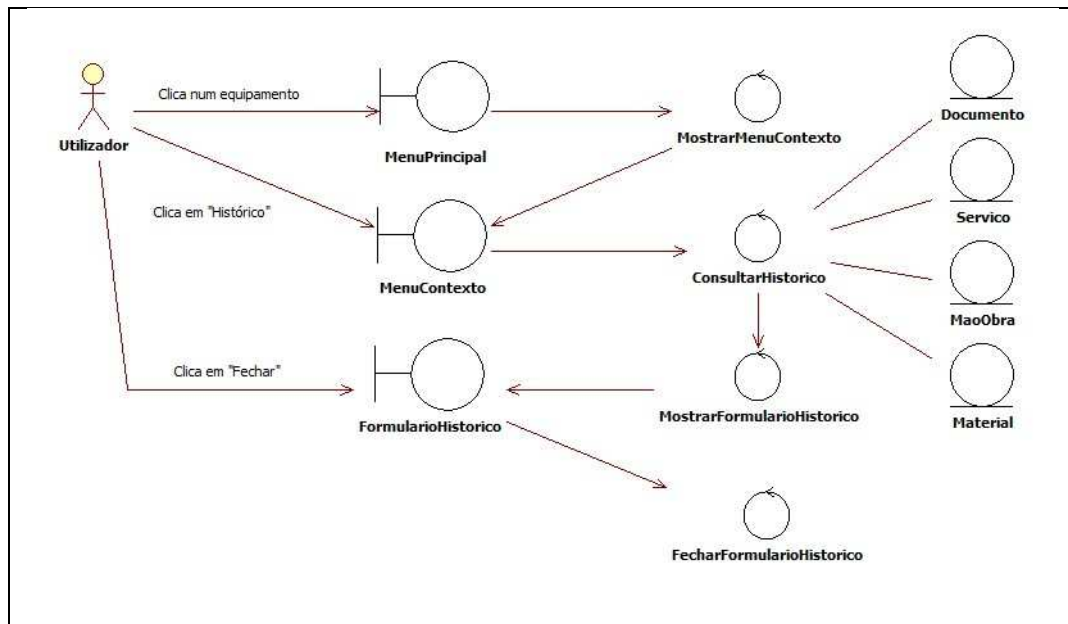 Documento
Clica num equipamento
Utilizador
MenuPrincipal
MostrarMenuContexto
Servico
Clica em "Histórico"
MenuContexto
ConsultarHistorico
MaoObra
Clica em "Fechar"
FormularioHistorico
MostrarFormularioHistorico
Material
FecharFormularioHistorico